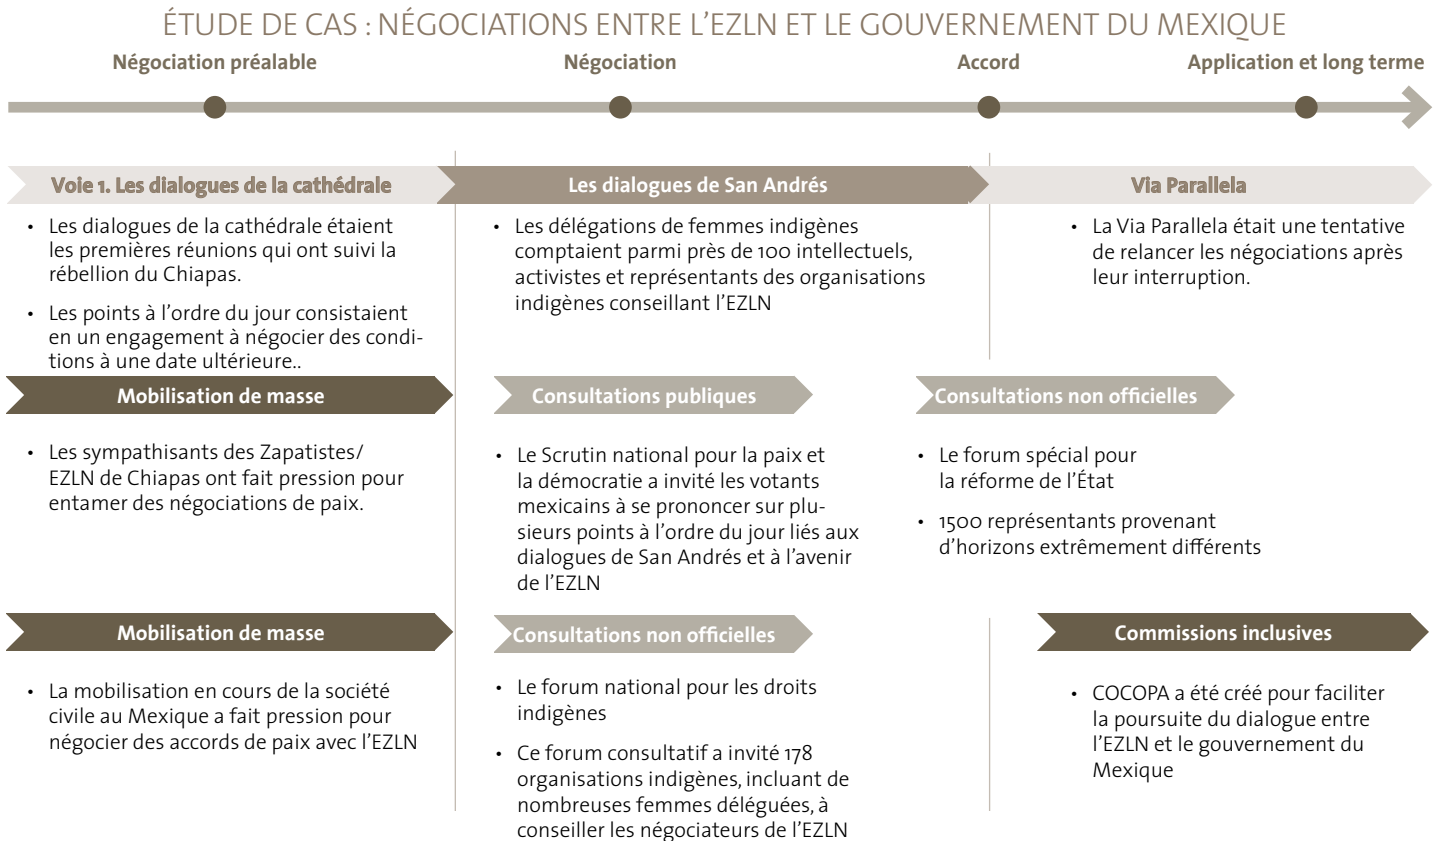 ÉTUDE DE CAS : NÉGOCIATIONS ENTRE L'EZLN ET LE GOUVERNEMENT DU MEXIQUE
Négociation préalable
Négociation
Accord
Application et long terme
Voie 1. Les dialogues de la cathédrale
Les dialogues de San Andrés
Via Parallela
• Les dialogues de la cathédrale étaient
les premières réunions qui ont suivi la
rébellion du Chiapas.
• Les points à l'ordre du jour consistaient
en un engagement à négocier des condi-
tions à une date ultérieure..
• Les délégations de femmes indigènes
comptaient parmi près de 100 intellectuels,
activistes et représentants des organisations
indigènes conseillant l'EZLN
• La Via Parallela était une tentative
de relancer les négociations après
leur interruption.
Mobilisation de masse
Consultations publiques
Consultations non officielles
• Les sympathisants des Zapatistes/
EZLN de Chiapas ont fait pression pour
entamer des négociations de paix.
• Le Scrutin national pour la paix et
la démocratie a invité les votants
mexicains à se prononcer sur plu-
sieurs points à l'ordre du jour liés aux
dialogues de San Andrés et à l'avenir
de l'EZLN
• Le forum spécial pour
la réforme de l'État
• 1500 représentants provenant
d'horizons extrêmement différents
Mobilisation de masse
Consultations non officielles
Commissions inclusives
• La mobilisation en cours de la société
civile au Mexique a fait pression pour
négocier des accords de paix avec l'EZLN
• Le forum national pour les droits
indigènes
• Ce forum consultatif a invité 178
organisations indigènes, incluant de
nombreuses femmes déléguées, à
conseiller les négociateurs de l'EZLN
• COCOPA a été créé pour faciliter
la poursuite du dialogue entre
l'EZLN et le gouvernement du
Mexique